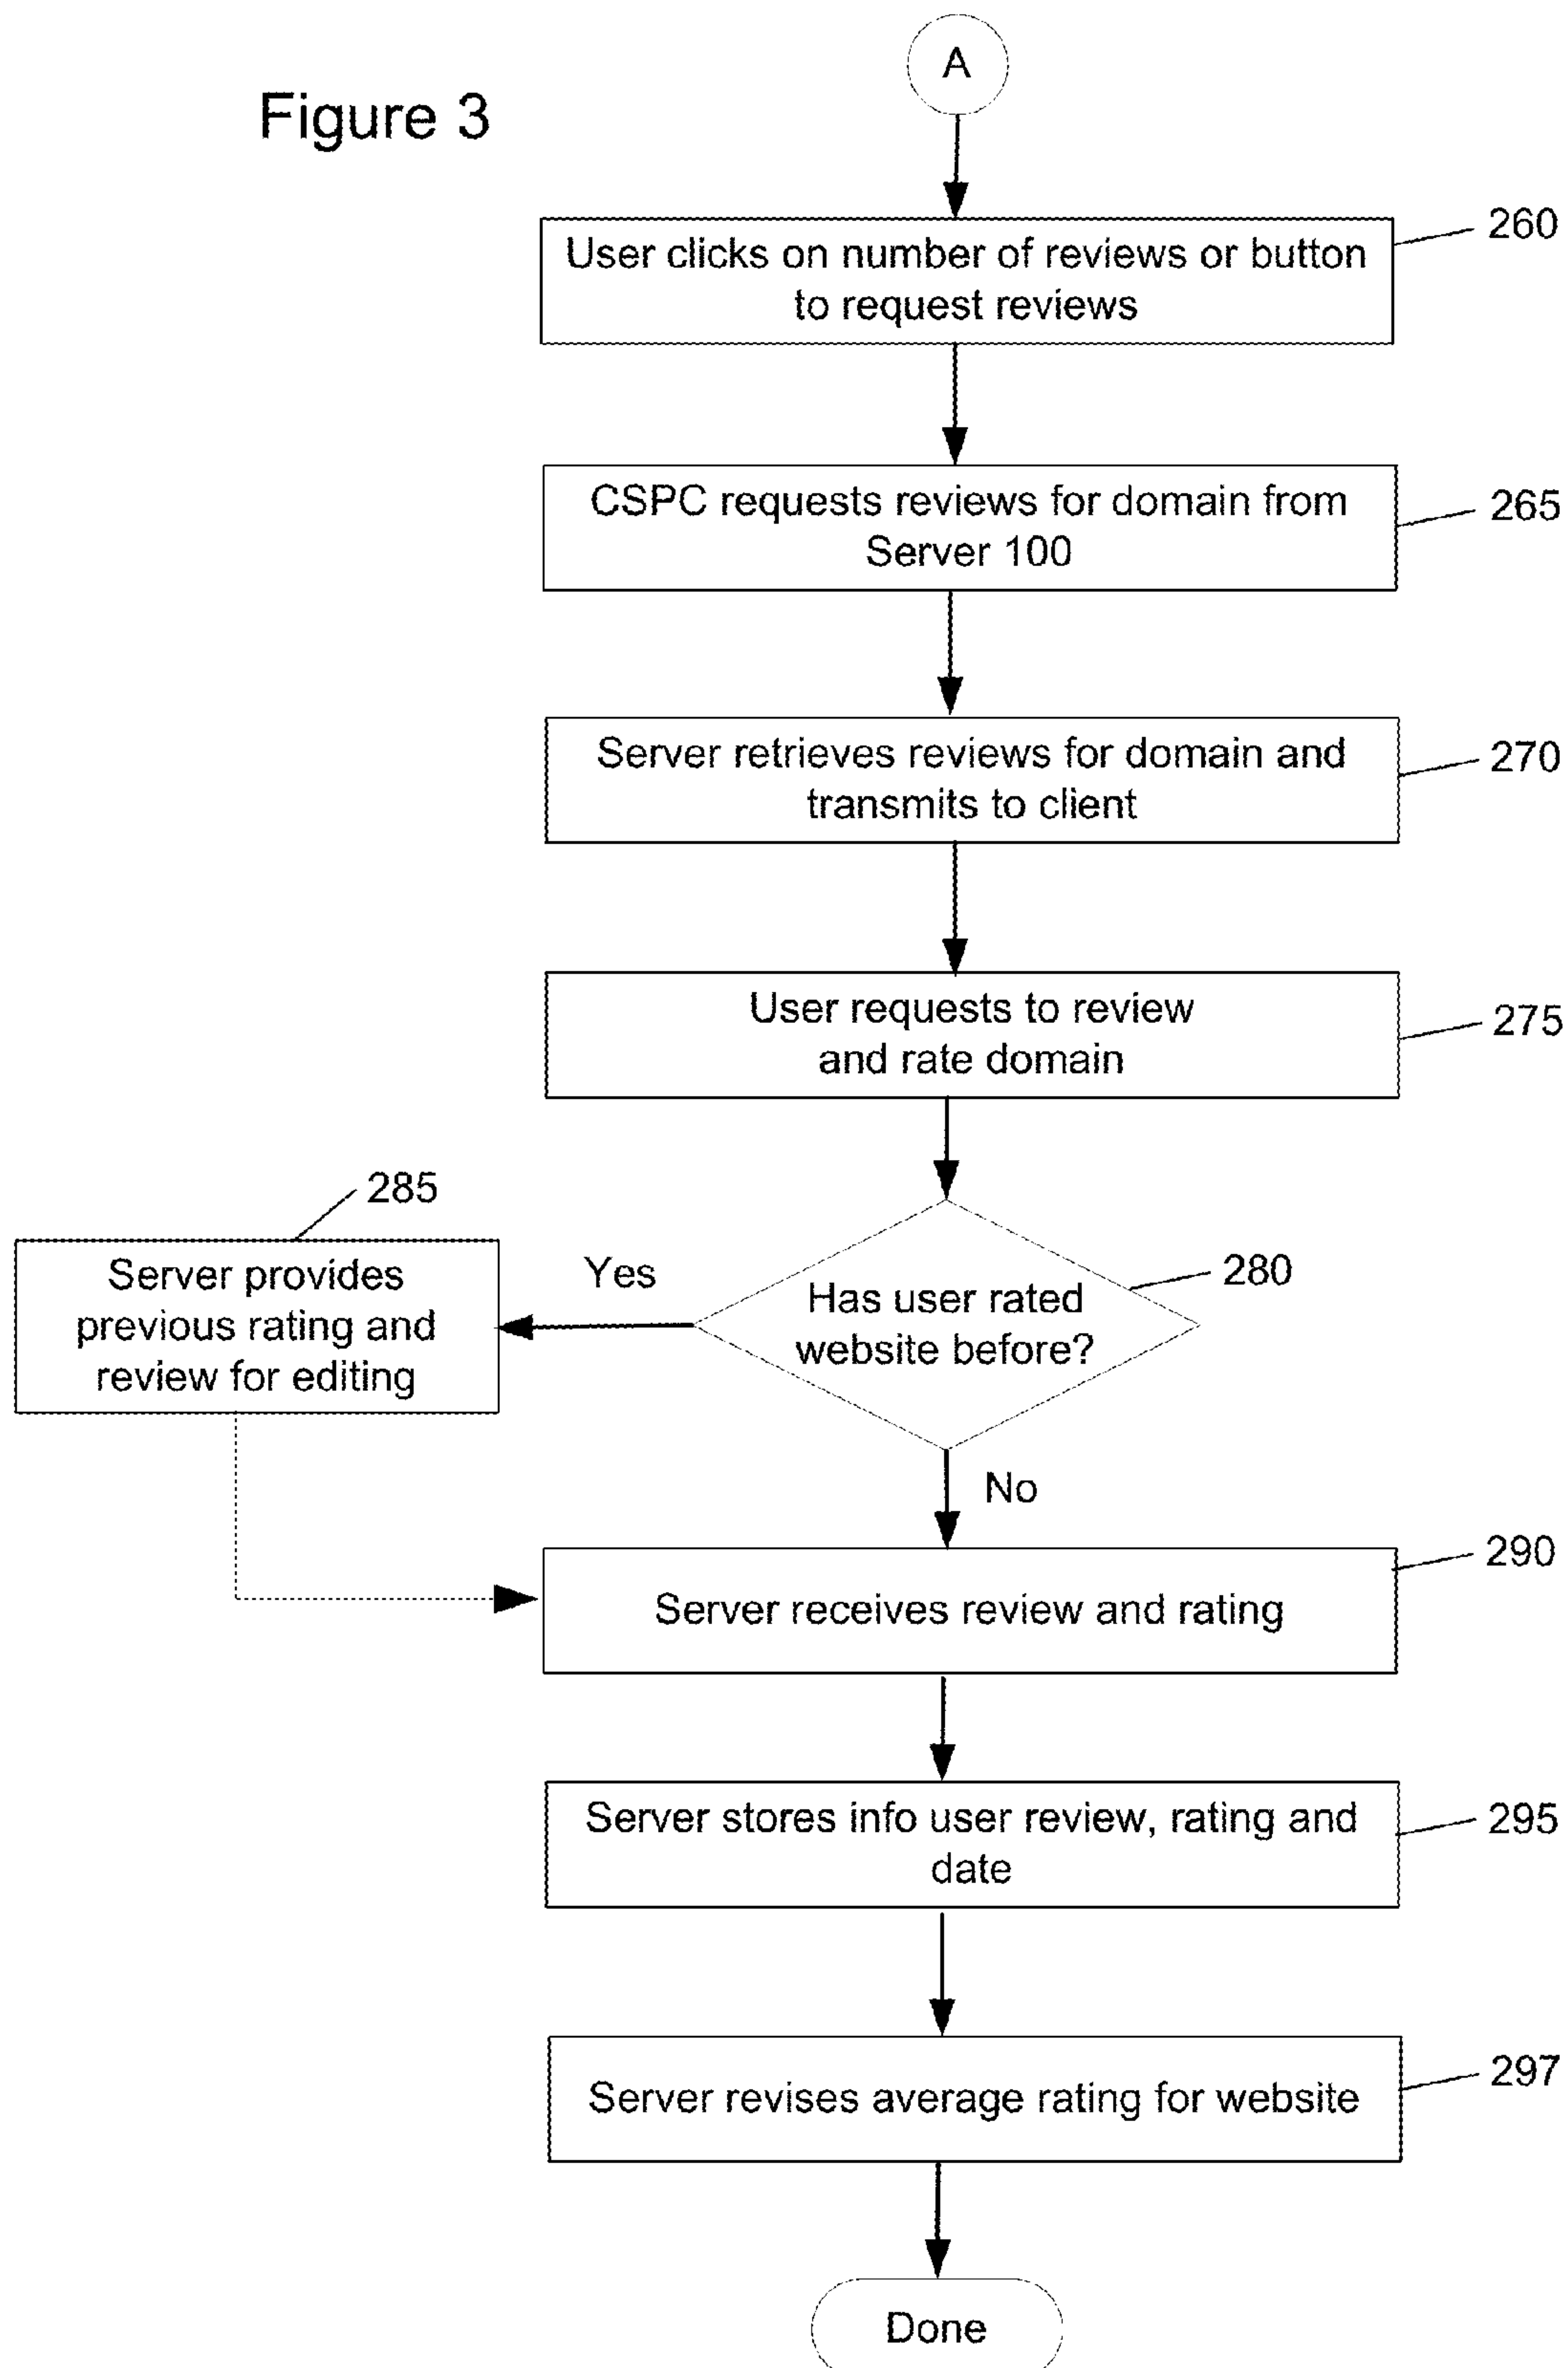 A
Figure 3
User clicks on number of reviews or button
to request reviews
260
CSPC requests reviews for domain from
Server 100
265
Server retrieves reviews for domain and
transmits to client
270
User requests to review
and rate domain
275
285
Server provides
previous rating and
review for editing
Yes
Has user rated
website before?
280
No
Server receives review and rating
290
Server stores info user review, rating and
date
295
Server revises average rating for website
297
Done